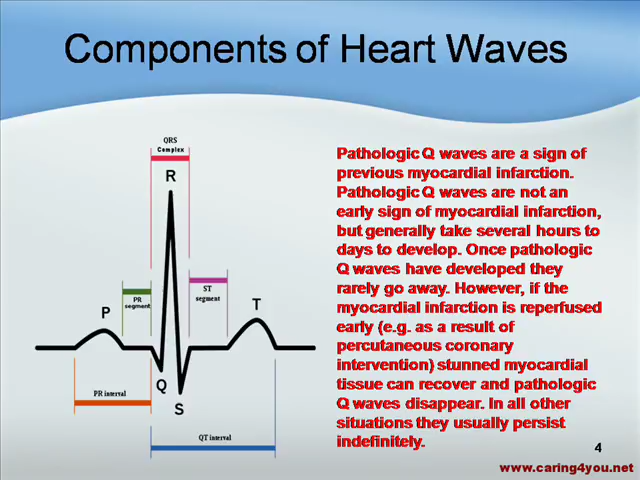 Components of Heart Waves
QRS
Complex
R
PR
segment
ST
segment
P
T
Q
S
PR interval
QT interval
Pathologic Q waves are a sign of
previous myocardial infarction.
Pathologic Q waves are not an
early sign of myocardial infarction,
but generally take several hours to
days to develop. Once pathologic
Q waves have developed they
rarely go away. However, if the
myocardial infarction is reperfused
early (e.g. as a result of
percutaneous coronary
intervention) stunned myocardial
tissue can recover and pathologic
Q waves disappear. In all other
situations they usually persist
indefinitely.
4
www.caring4you.net